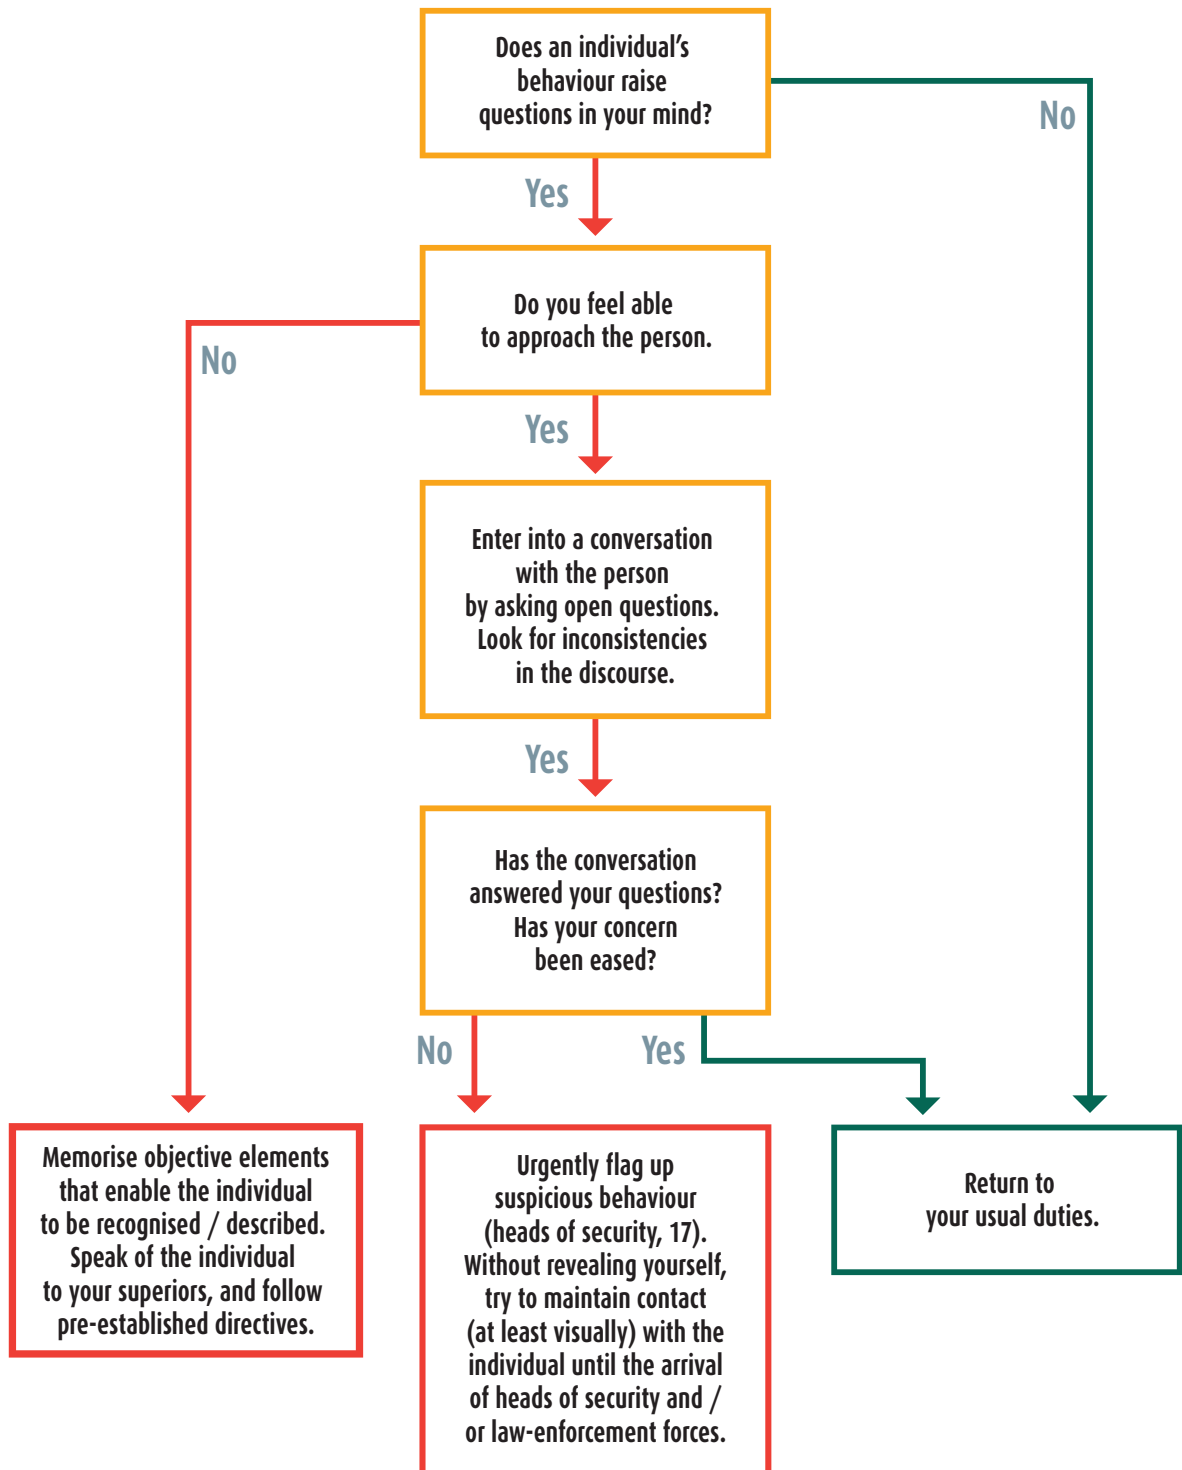 Does an individual's
behaviour raise
questions in your mind?
No
Yes
Do you feel able
to approach the person.
No
Yes
Enter into a conversation
with the person
by asking open questions.
Look for inconsistencies
in the discourse.
Yes
Has the conversation
answered your questions?
Has your concern
been eased?
No
Yes
Memorise objective elements
that enable the individual
to be recognised / described.
Speak of the individual
to your superiors, and follow
pre-established directives.
Urgently flag up
suspicious behaviour
(heads of security, 17).
Without revealing yourself,
try to maintain contact
(at least visually) with the
individual until the arrival
of heads of security and /
or law-enforcement forces.
Return to
your usual duties.